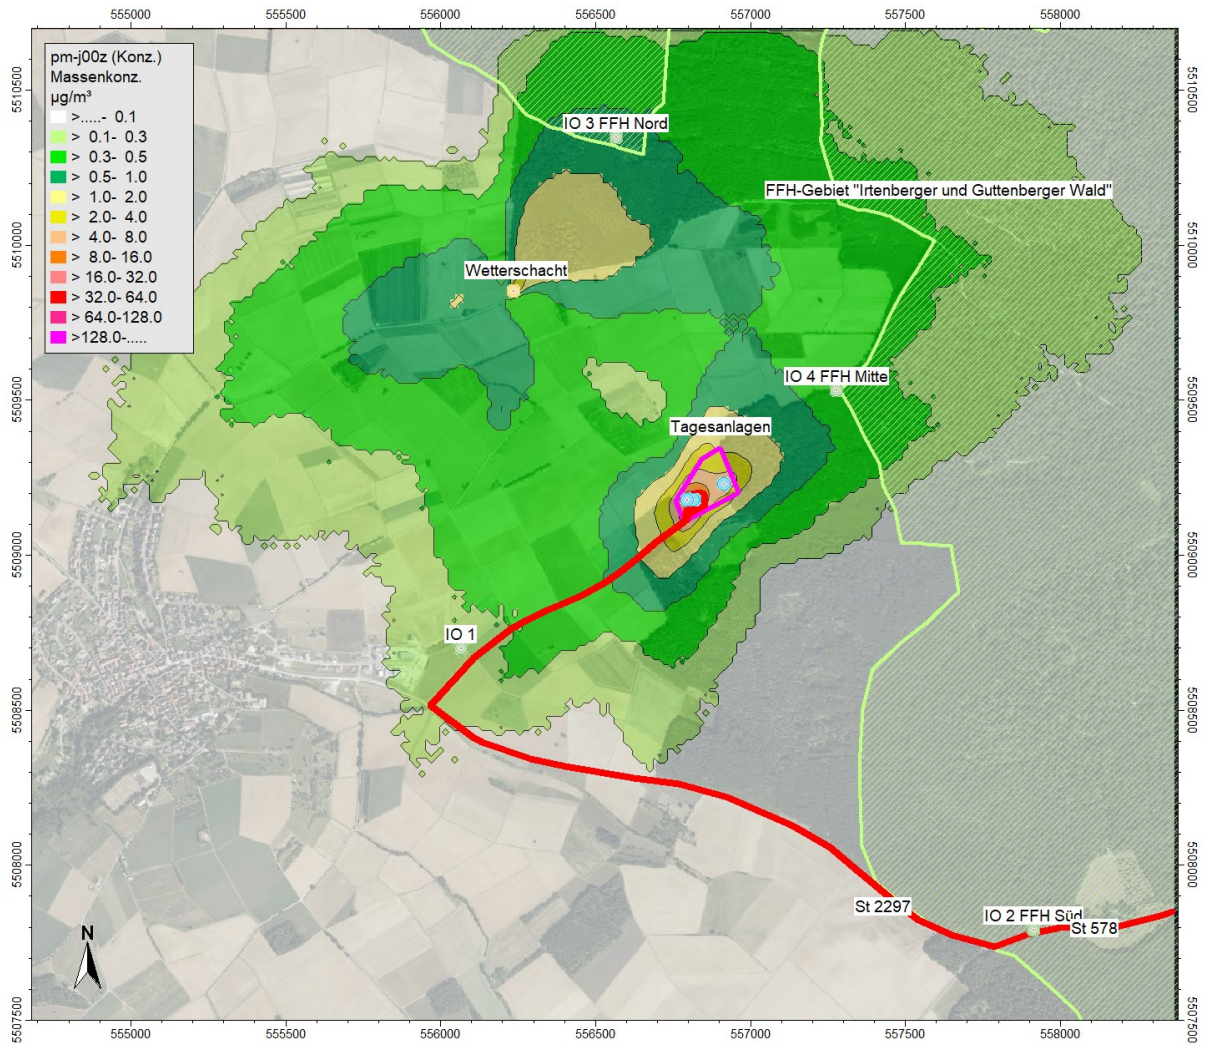 555000 555500 556000 556500 557000 557500 558000
pm-j00z (Konz.)
Massenkonz.
µg/m³
>.....- 0.1
> 0.1- 0.3
> 0.3- 0.5
> 0.5- 1.0
> 1.0- 2.0
> 2.0- 4.0
> 4.0- 8.0
> 8.0- 16.0
> 16.0- 32.0
> 32.0- 64.0
> 64.0-128.0
>128.0-.....
5510500
5510500
IO 3 FFH Nord
FFH-Gebiet "Irtenberger und Guttenberger Wald"
5510000
5510000
Wetterschacht
IO 4 FFH Mitte
5509500
5509500
Tagesanlagen
5509000
5509000
IO 1
5508500
5508500
5508000
5508000
St 2297
IO 2 FFH Süd
St 578
N
5507500
5507500
555000 555500 556000 556500 557000 557500 558000